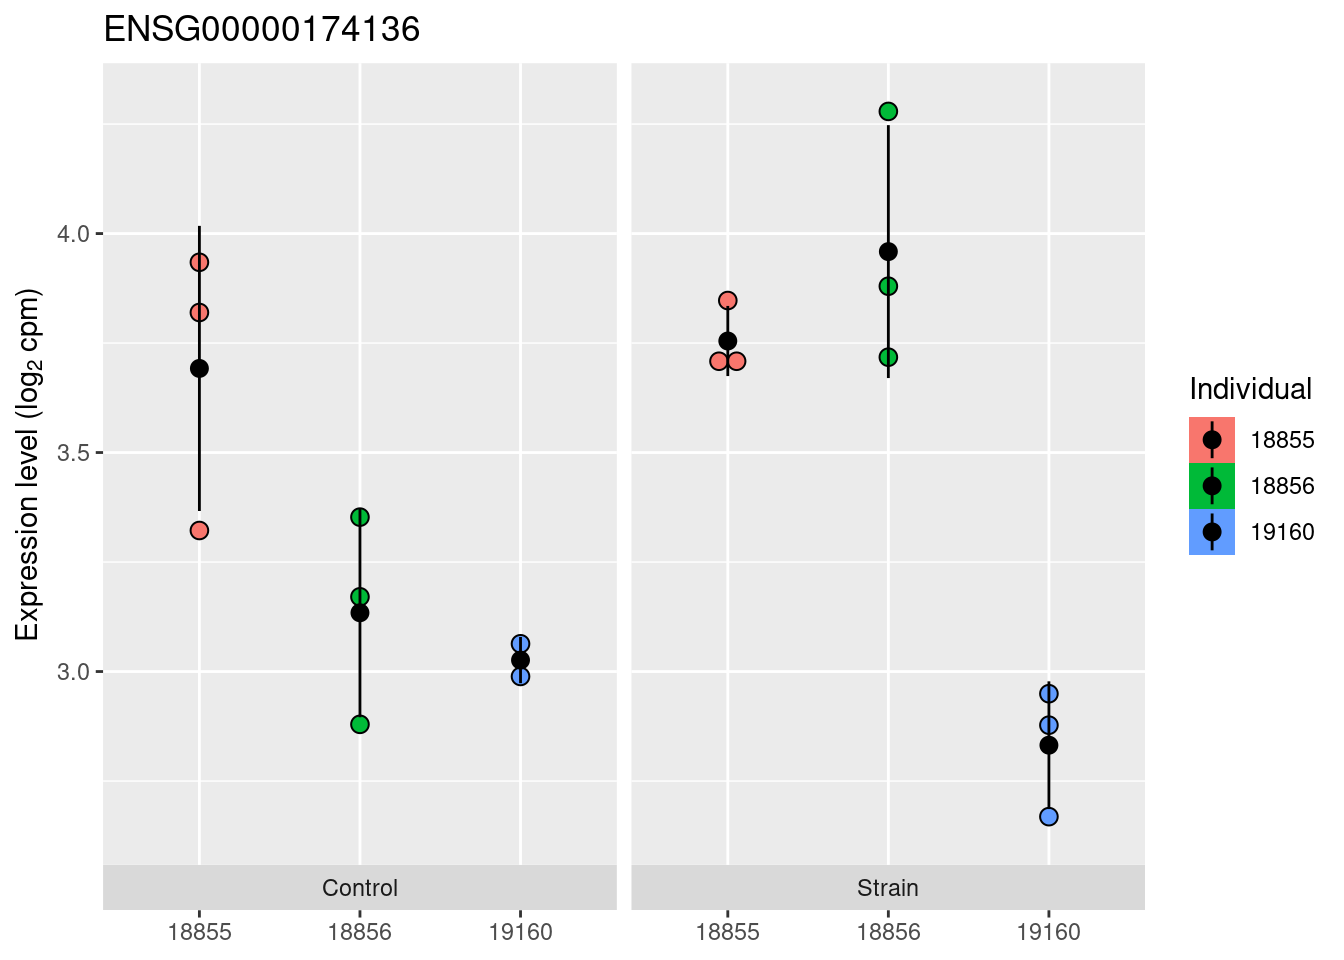 ENSG00000174136
Expression level (log₂ cpm)
4.0
3.5
3.0
Control
Strain
18855
18856
19160
18855
18856
19160
Individual
18855
18856
19160